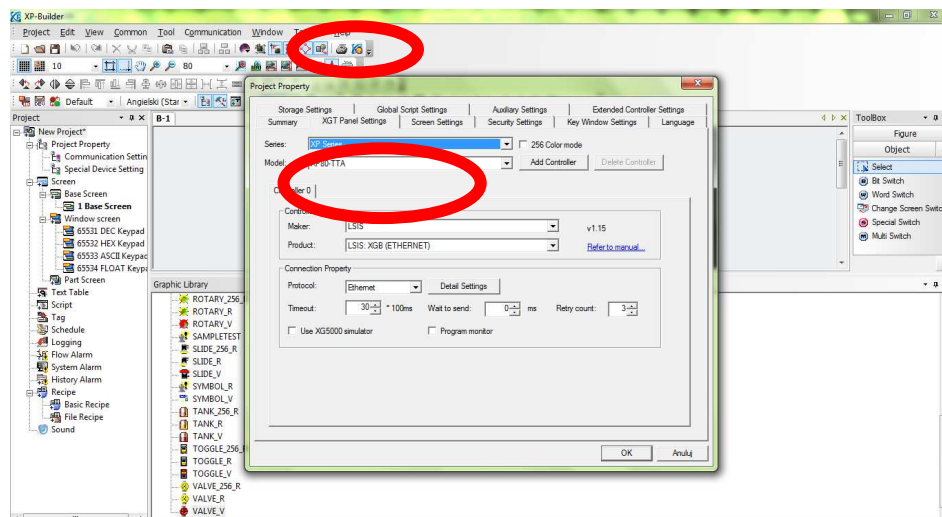 XP-Builder
Project Edit View Common Tool Communication Window
10 80
Default Angielski (Star
Project B-1 ToolBox
New Project*
Project Property
Communication Settin
Special Device Setting
Screen
Base Screen
1 Base Screen
Window screen
65531 DEC Keypad
65532 HEX Keypad
65533 ASCII Keypad
65534 FLOAT Keypa
Part Screen
Text Table
Script
Tag
Schedule
Logging
Flow Alarm
System Alarm
History Alarm
Recipe
Basic Recipe
File Recipe
Sound
Graphic Library
ROTARY_256_
ROTARY_R
ROTARY_V
SAMPLETEST
SLIDE_256_R
SLIDE_R
SLIDE_V
SYMBOL_R
SYMBOL_V
TANK_256_R
TANK_R
TANK_V
TOGGLE_256_
TOGGLE_R
TOGGLE_V
VALVE_256_R
VALVE_R
VALVE_V
Project Property
Storage Settings Global Script Settings Auxiliary Settings Extended Controller Settings
Summary XGT Panel Settings Screen Settings Security Settings Key Window Settings Language
Series: XP Series 256 Color mode
Model: 80-TTA Add Controller Delete Controller
Maker: LSIS v1.15
Product: LSIS: XGB (ETHERNET) Refer to manual...
Connection Property
Protocol: Ethernet Detail Settings
Timeout: 30 * 100ms Wait to send: 0 ms Retry count: 3
Use XG5000 simulator Program monitor
OK Anuluj
Figure
Object
Select
Bit Switch
Word Switch
Change Screen Switc
Special Switch
Multi Switch